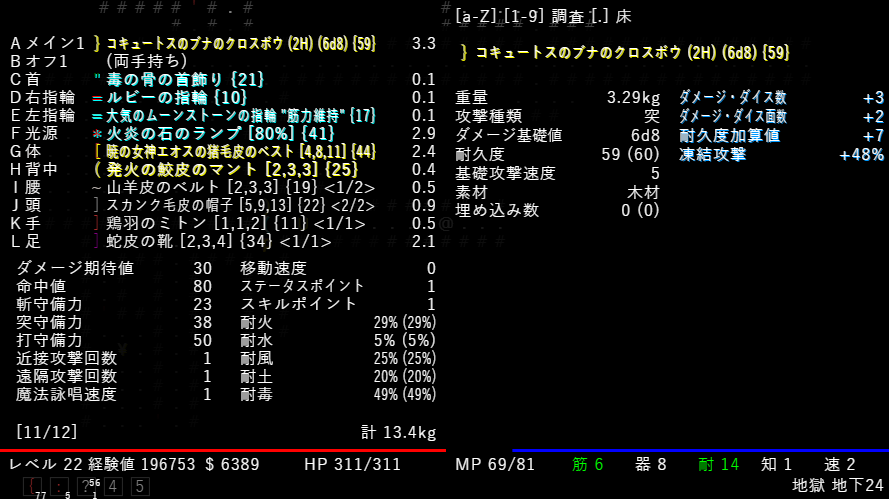 [a-Z] [1-9] 調査 [.] 床
A メイン1 } コキュートスのブナのクロスボウ (2H) (6d8) {59} 3.3
B オフ1 (両手持ち)
C 首 " 毒の骨の首飾り {21} 0.1
D 右指輪 = ルビーの指輪 {10} 0.1
E 左指輪 = 大気のムーンストーンの指輪 "筋力維持" {17} 0.1
F 光源 * 火炎の石のランプ [80%] {41} 2.9
G 体 [ 暁の女神エオスの猪毛皮のベスト [4,8,11] {44} 2.4
H 背中 ( 発火の鮫皮のマント [2,3,3] {25} 0.4
I 腰 ~ 山羊皮のベルト [2,3,3] {19} <1/2> 0.5
J 頭 ] スカンク毛皮の帽子 [5,9,13] {22} <2/2> 0.9
K 手 ] 鶏羽のミトン [1,1,2] {11} <1/1> 0.5
L 足 ] 蛇皮の靴 [2,3,4] {34} <1/1> 2.1
ダメージ期待値 30 移動速度 0
命中値 80 ステータスポイント 1
斬守備力 23 スキルポイント 1
突守備力 38 耐火 29% (29%)
打守備力 50 耐水 5% (5%)
近接攻撃回数 1 耐風 25% (25%)
遠隔攻撃回数 1 耐土 20% (20%)
魔法詠唱速度 1 耐毒 49% (49%)
[11/12] 計 13.4kg
} コキュートスのブナのクロスボウ (2H) (6d8) {59}
重量 3.29kg ダメージ・ダイス数 +3
攻撃種類 突 ダメージ・ダイス面数 +2
ダメージ基礎値 6d8 耐久度加算値 +7
耐久度 59 (60) 凍結攻撃 +48%
基礎攻撃速度 5
素材 木材
埋め込み数 0 (0)
レベル 22 経験値 196753 $ 6389 HP 311/311 MP 69/81 筋 6 器 8 耐 14 知 1 速 2
{ 77 : 5 ? 56 1 4 5 地獄 地下24